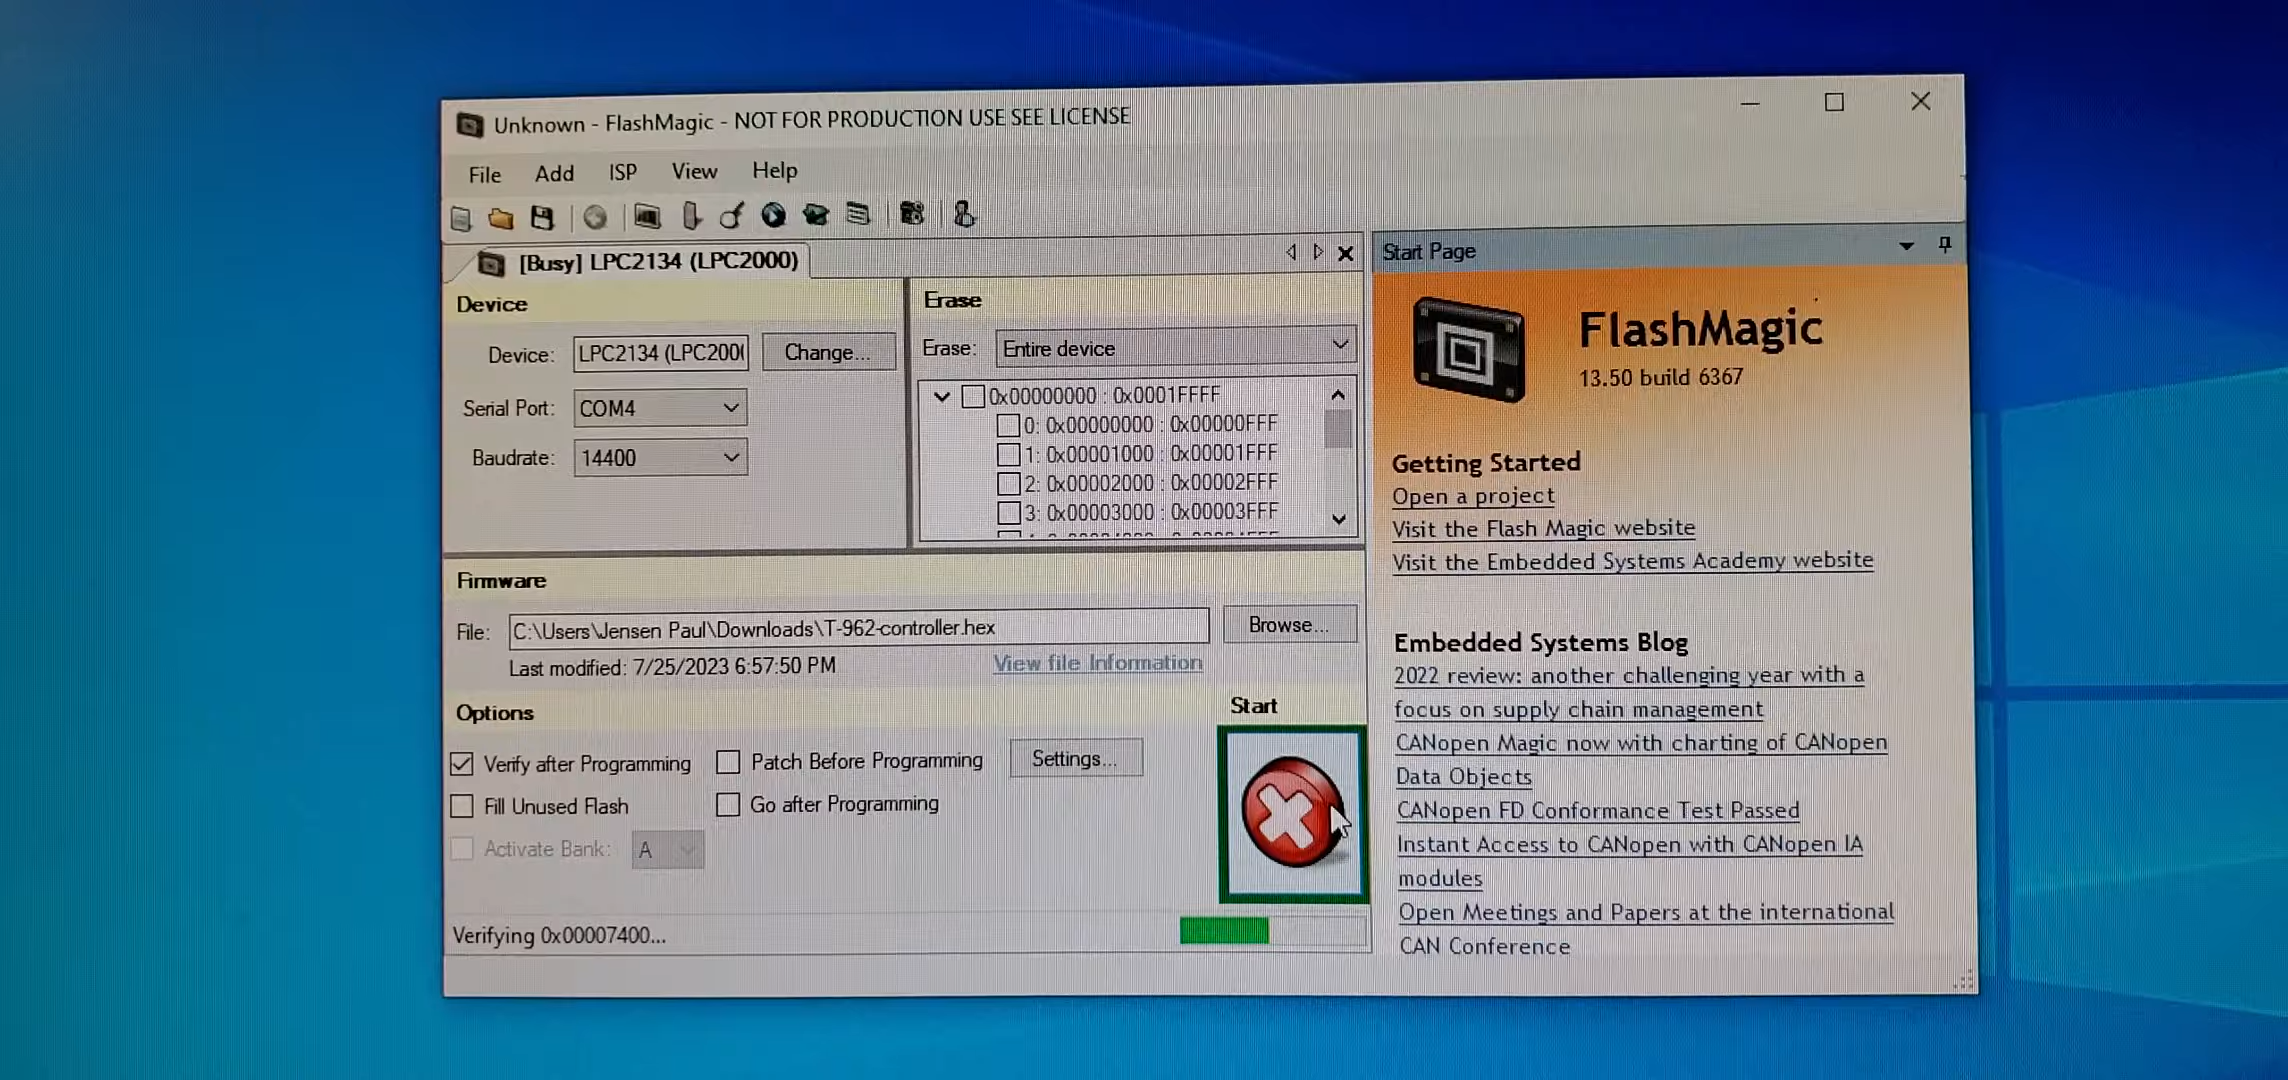 Unknown - FlashMagic - NOT FOR PRODUCTION USE SEE LICENSE
File Add ISP View Help
[Busy] LPC2134 (LPC2000)
Device
Device: LPC2134 (LPC200( Change...
Serial Port: COM4
Baudrate: 14400
Erase
Erase: Entire device
0x00000000 : 0x0001FFFF
0: 0x00000000 : 0x00000FFF
1: 0x00001000 : 0x00001FFF
2: 0x00002000 : 0x00002FFF
3: 0x00003000 : 0x00003FFF
Firmware
File: C:\Users\Jensen Paul\Downloads\T-962-controller.hex Browse...
Last modified: 7/25/2023 6:57:50 PM View file Information
Options
Verify after Programming Patch Before Programming Settings...
Fill Unused Flash Go after Programming
Activate Bank: A
Start
Verifying 0x00007400...
Start Page
FlashMagic
13.50 build 6367
Getting Started
Open a project
Visit the Flash Magic website
Visit the Embedded Systems Academy website
Embedded Systems Blog
2022 review: another challenging year with a
focus on supply chain management
CANopen Magic now with charting of CANopen
Data Objects
CANopen FD Conformance Test Passed
Instant Access to CANopen with CANopen IA
modules
Open Meetings and Papers at the international
CAN Conference